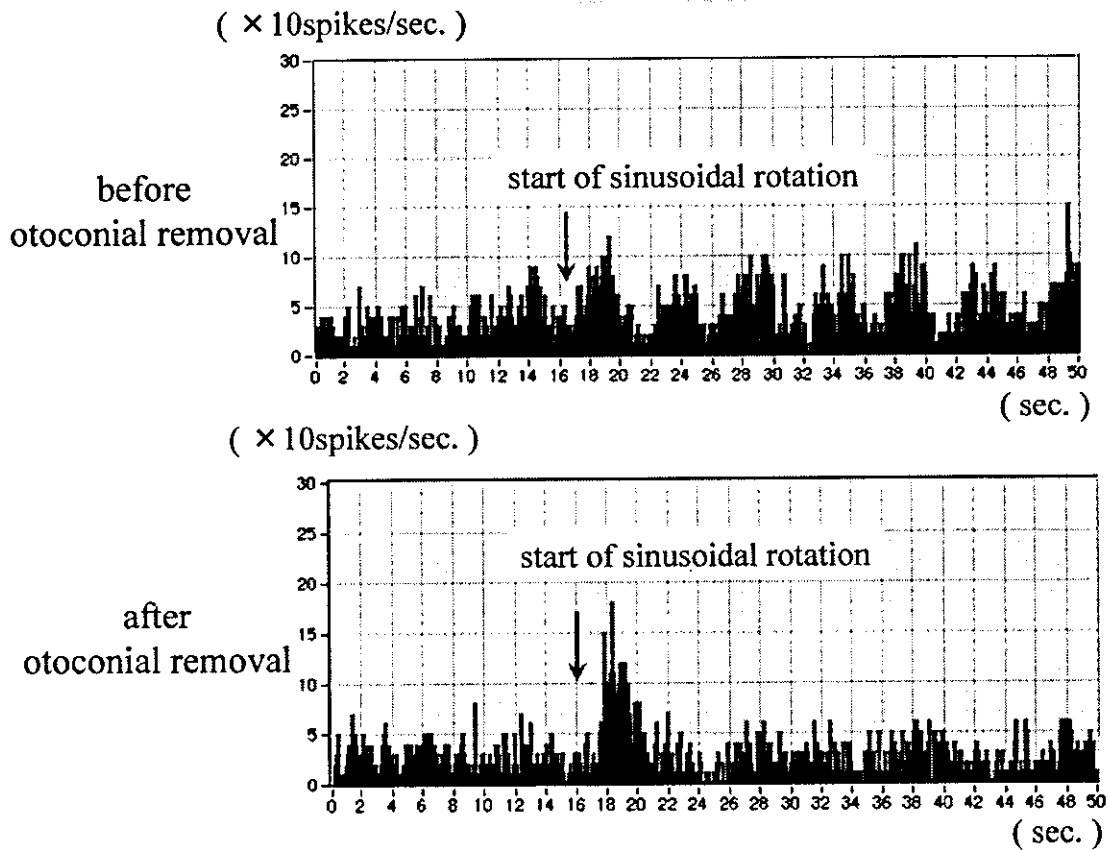 ( × 10spikes/sec. )
30
25
20
15
10
5
0
start of sinusoidal rotation
before
otoconial removal
0 2 4 6 8 10 12 14 16 18 20 22 24 26 28 30 32 34 36 38 40 42 44 46 48 50
( sec. )
( × 10spikes/sec. )
30
25
20
15
10
5
0
start of sinusoidal rotation
after
otoconial removal
0 2 4 6 8 10 12 14 16 18 20 22 24 26 28 30 32 34 36 38 40 42 44 46 48 50
( sec. )